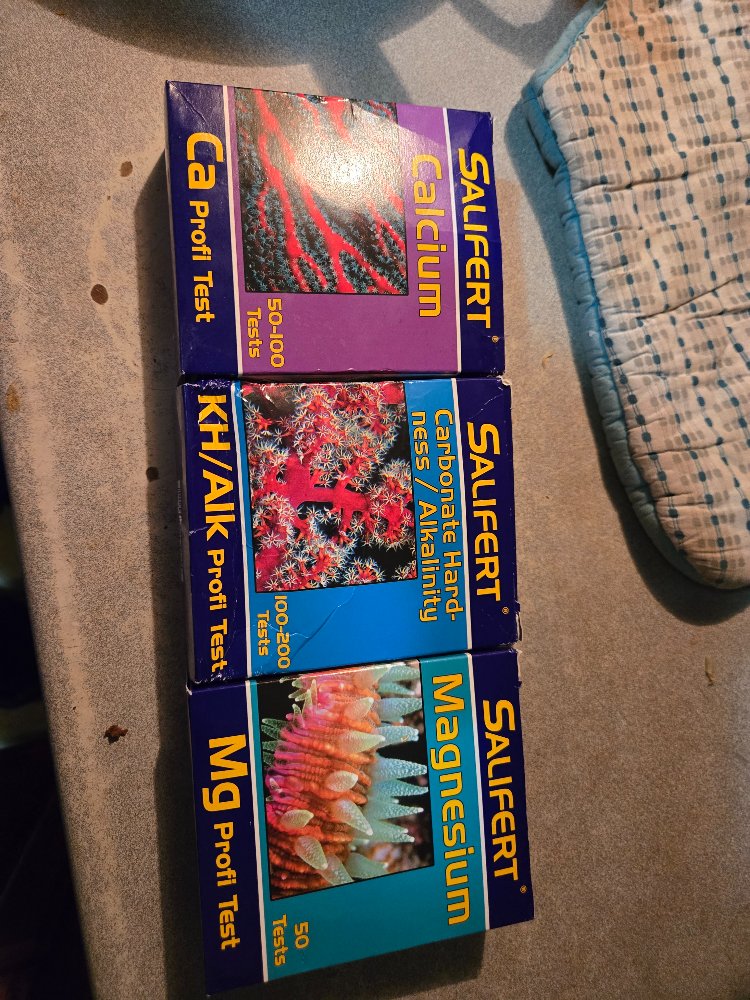 SALIFERT®
Calcium
50-100
Tests
Ca Profi Test
SALIFERT®
Carbonate Hard-
ness / Alkalinity
100-200
Tests
KH/Alk Profi Test
SALIFERT®
Magnesium
50
Tests
Mg Profi Test